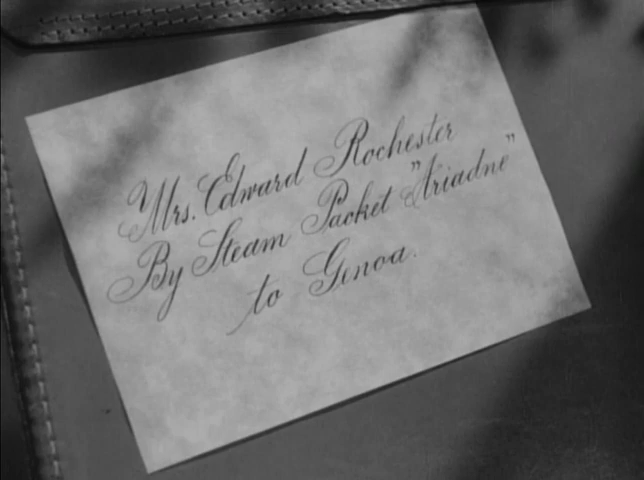 Mrs. Edward Rochester
By Steam Packet "Ariadne"
to Genoa.